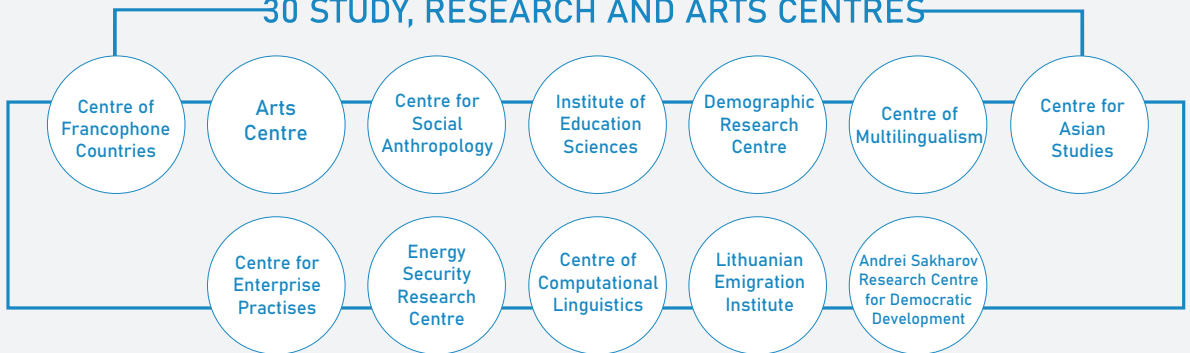 30 STUDY, RESEARCH AND ARTS CENTRES
Centre of
Francophone
Countries
Arts
Centre
Centre for
Social
Anthropology
Institute of
Education
Sciences
Demographic
Research
Centre
Centre of
Multilingualism
Centre for
Asian
Studies
Centre for
Enterprise
Practises
Energy
Security
Research
Centre
Centre of
Computational
Linguistics
Lithuanian
Emigration
Institute
Andrei Sakharov
Research Centre
for Democratic
Development